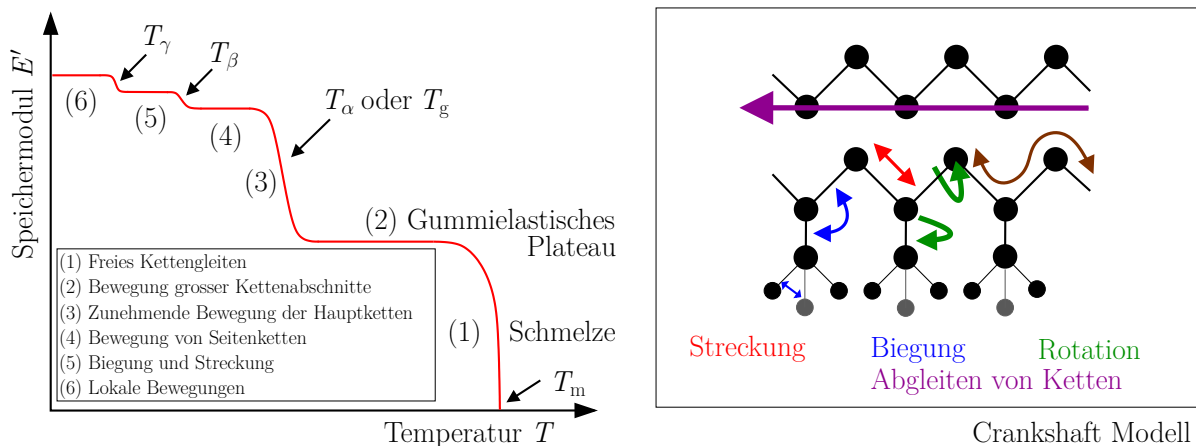 Speichermodul E′
T_γ
T_β
T_α oder T_g
(6)
(5)
(4)
(3)
(2) Gummielastisches
Plateau
(1) Freies Kettengleiten
(2) Bewegung grosser Kettenabschnitte
(3) Zunehmende Bewegung der Hauptketten
(4) Bewegung von Seitenketten
(5) Biegung und Streckung
(6) Lokale Bewegungen
(1)
Schmelze
T_m
Temperatur T
Streckung
Biegung
Rotation
Abgleiten von Ketten
Crankshaft Modell